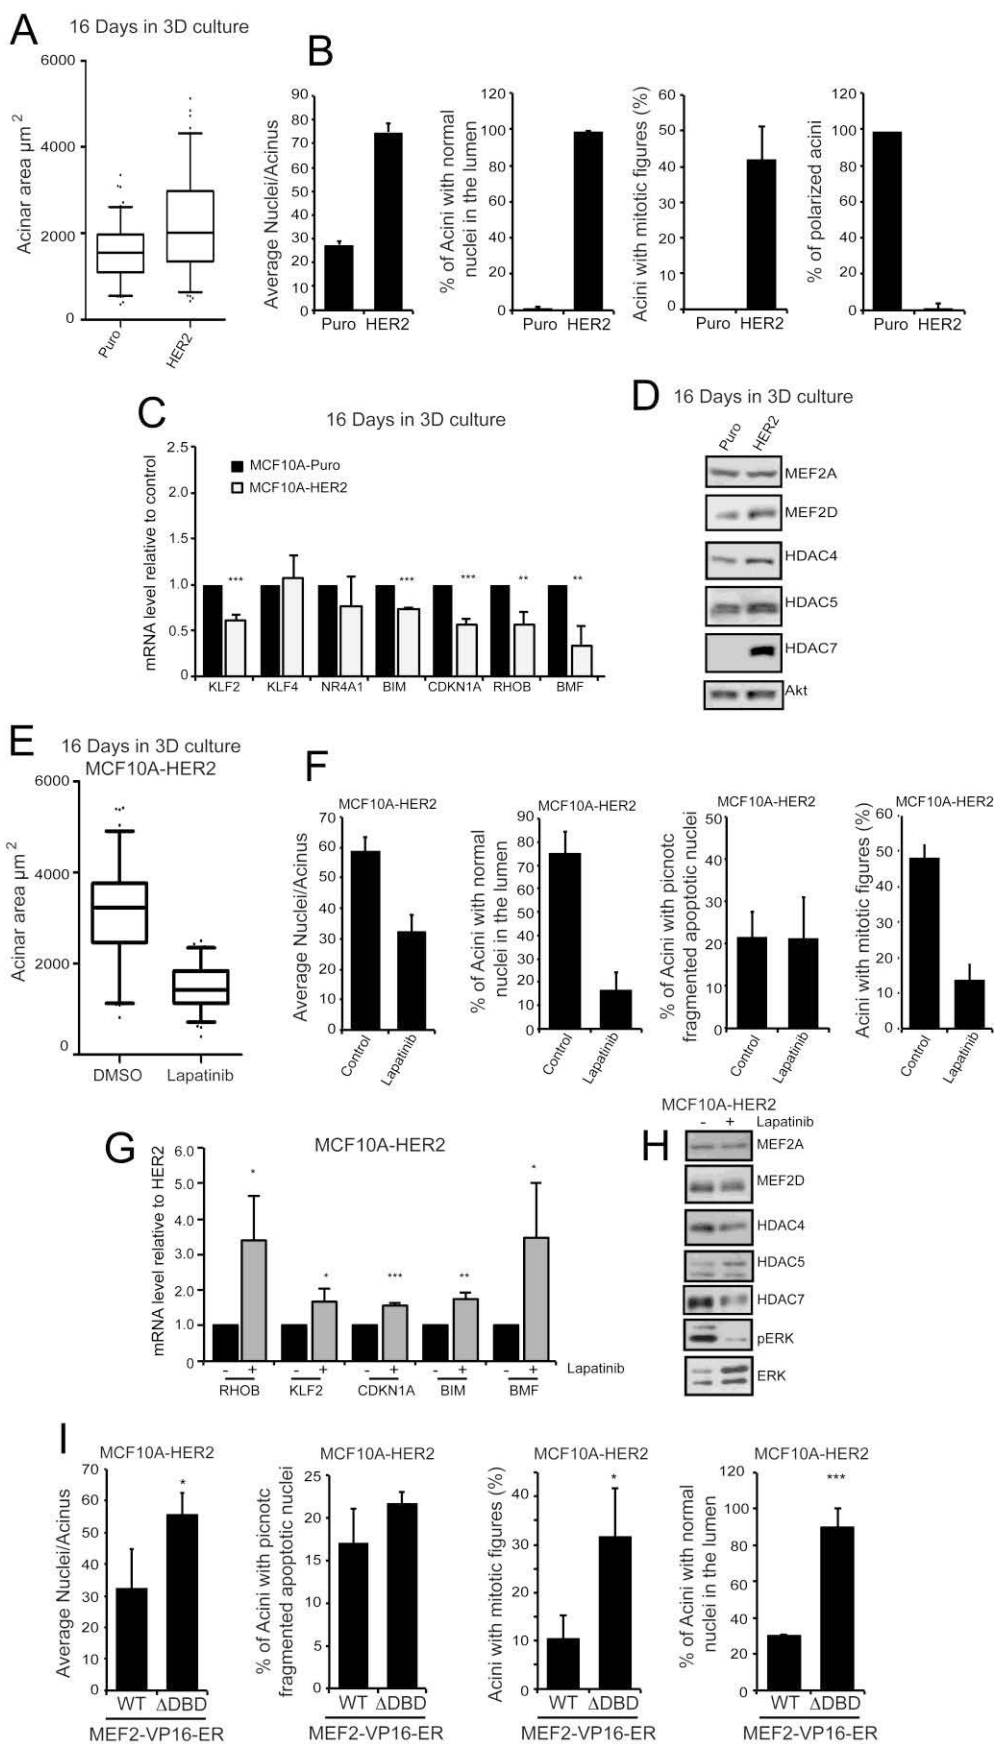 A
16 Days in 3D culture
Acinar area µm 2
6000
4000
2000
0
Puro
HER2
B
Average Nuclei/Acinus
90
80
70
60
50
40
30
20
10
0
Puro HER2
% of Acini with normal
nuclei in the lumen
120
100
80
60
40
20
0
Puro HER2
Acini with mitotic figures (%)
60
50
40
30
20
10
0
Puro HER2
% of polarized acini
120
100
80
60
40
20
0
Puro HER2
C
16 Days in 3D culture
mRNA level relative to control
2.5
2.0
1.5
1.0
0.5
0
MCF10A-Puro
MCF10A-HER2
*** *** *** ** **
KLF2 KLF4 NR4A1 BIM CDKN1A RHOB BMF
D
16 Days in 3D culture
Puro HER2
MEF2A
MEF2D
HDAC4
HDAC5
HDAC7
Akt
E
16 Days in 3D culture
MCF10A-HER2
Acinar area µm 2
6000
4000
2000
0
DMSO Lapatinib
F
MCF10A-HER2
Average Nuclei/Acinus
70
60
50
40
30
20
10
0
Control
Lapatinib
MCF10A-HER2
% of Acini with normal
nuclei in the lumen
90
80
70
60
50
40
30
20
10
0
Control
Lapatinib
MCF10A-HER2
% of Acini with picnotc
fragmented apoptotic nuclei
50
40
30
20
10
0
Control
Lapatinib
MCF10A-HER2
Acini with mitotic figures (%)
60
50
40
30
20
10
0
Control
Lapatinib
G
MCF10A-HER2
mRNA level relative to HER2
6.0
5.0
4.0
3.0
2.0
1.0
0
* * *** ** *
- + - + - + - + - + Lapatinib
RHOB KLF2 CDKN1A BIM BMF
H
MCF10A-HER2
- + Lapatinib
MEF2A
MEF2D
HDAC4
HDAC5
HDAC7
pERK
ERK
I
MCF10A-HER2
Average Nuclei/Acinus
70
60
50
40
30
20
10
0
*
WT ΔDBD
MEF2-VP16-ER
MCF10A-HER2
% of Acini with picnotc
fragmented apoptotic nuclei
25
20
15
10
5
0
WT ΔDBD
MEF2-VP16-ER
MCF10A-HER2
Acini with mitotic figures (%)
40
30
20
10
0
*
WT ΔDBD
MEF2-VP16-ER
MCF10A-HER2
% of Acini with normal
nuclei in the lumen
120
100
80
60
40
20
0
***
WT ΔDBD
MEF2-VP16-ER